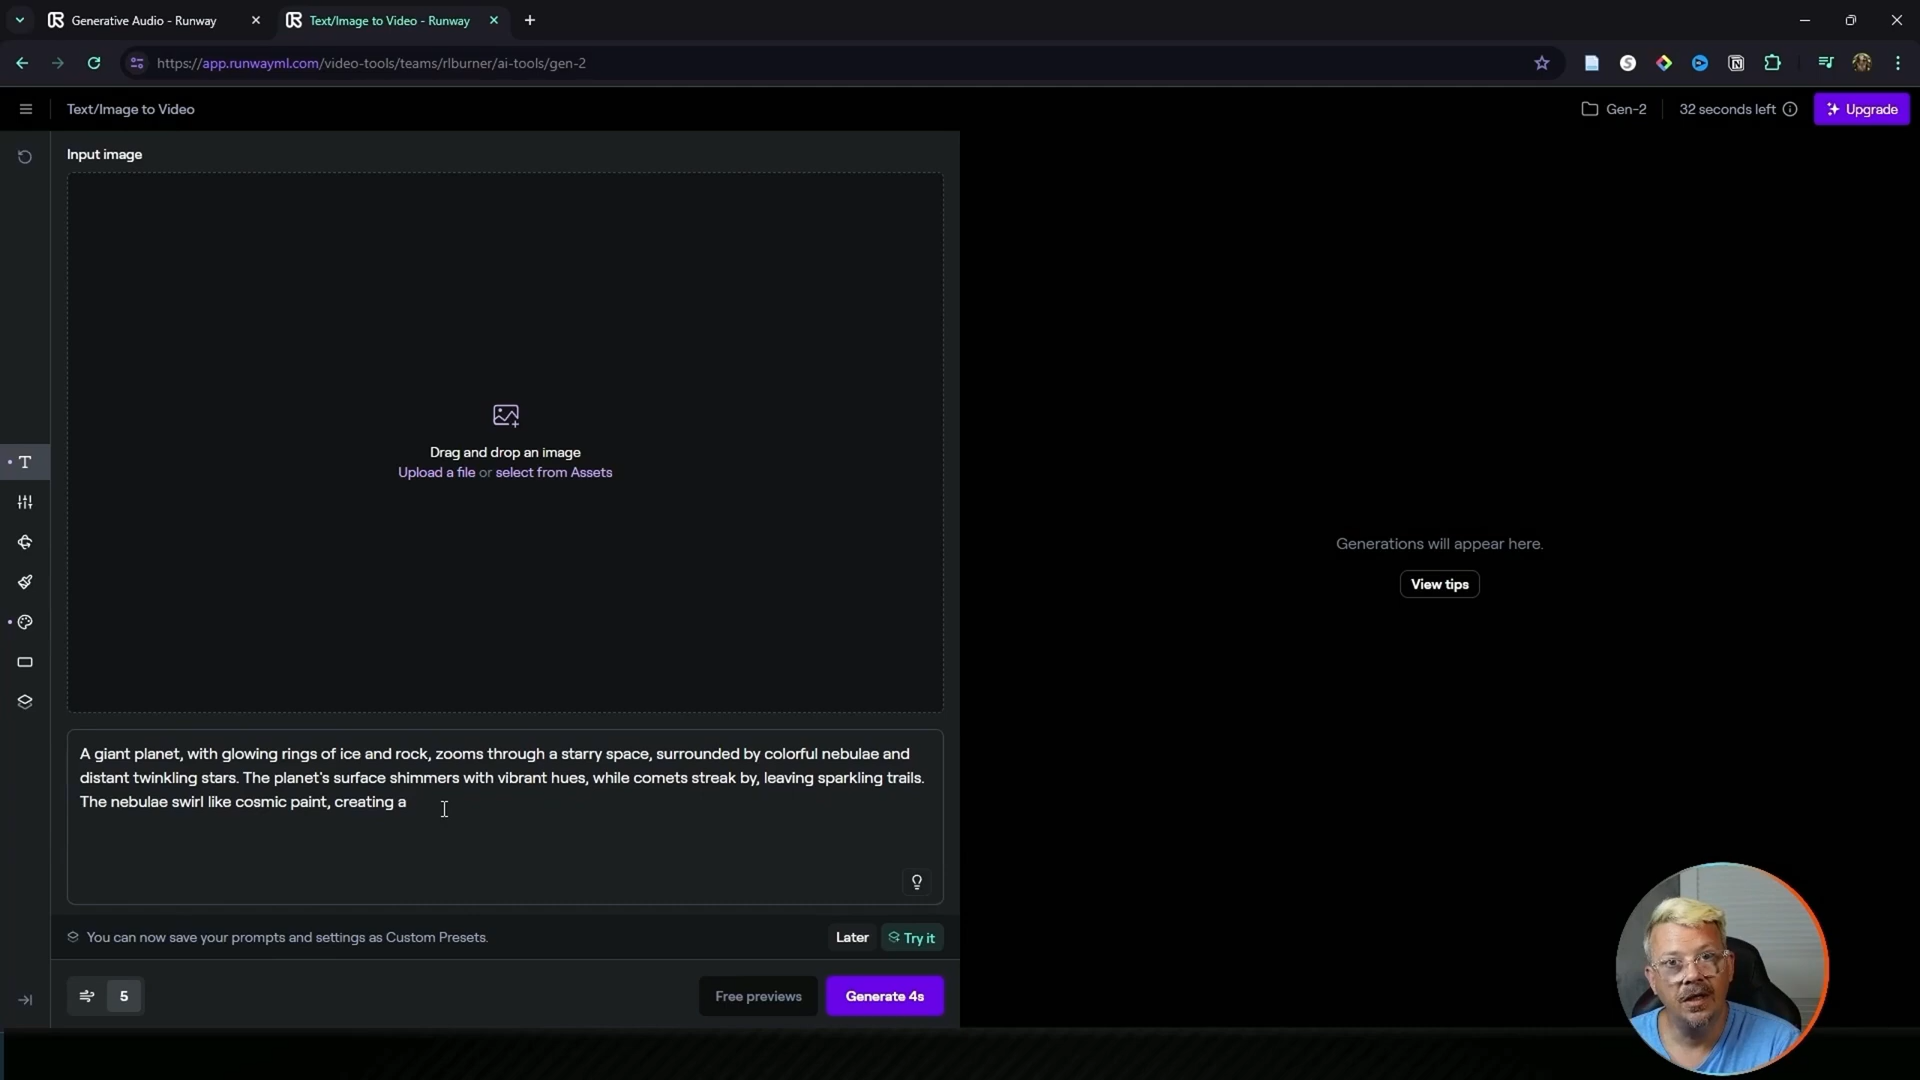 Generative Audio - Runway
Text/Image to Video - Runway
https://app.runwayml.com/video-tools/teams/rlburner/ai-tools/gen-2
Text/Image to Video
Gen-2
32 seconds left
Upgrade
Input image
Drag and drop an image
Upload a file or select from Assets
Generations will appear here.
View tips
A giant planet, with glowing rings of ice and rock, zooms through a starry space, surrounded by colorful nebulae and
distant twinkling stars. The planet's surface shimmers with vibrant hues, while comets streak by, leaving sparkling trails.
The nebulae swirl like cosmic paint, creating a
You can now save your prompts and settings as Custom Presets.
Later
Try it
5
Free previews
Generate 4s